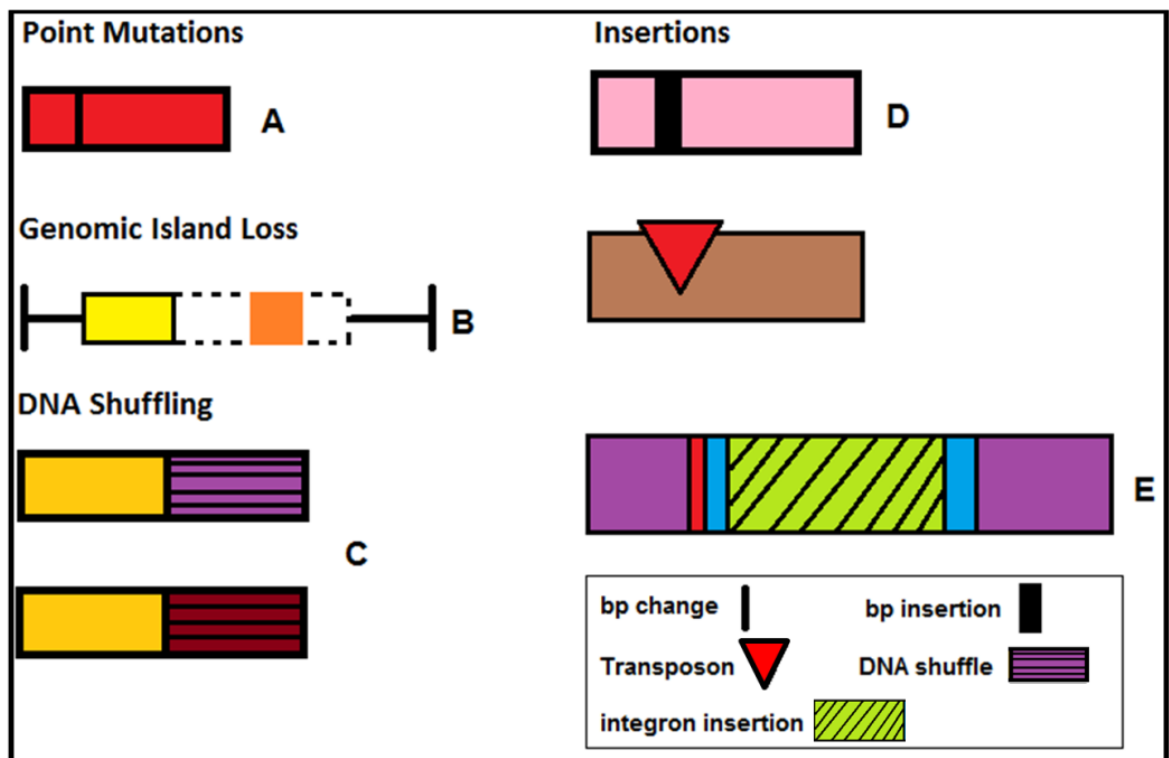 Point Mutations
A
Genomic Island Loss
B
DNA Shuffling
C
Insertions
D
E
bp change
bp insertion
Transposon
DNA shuffle
integron insertion